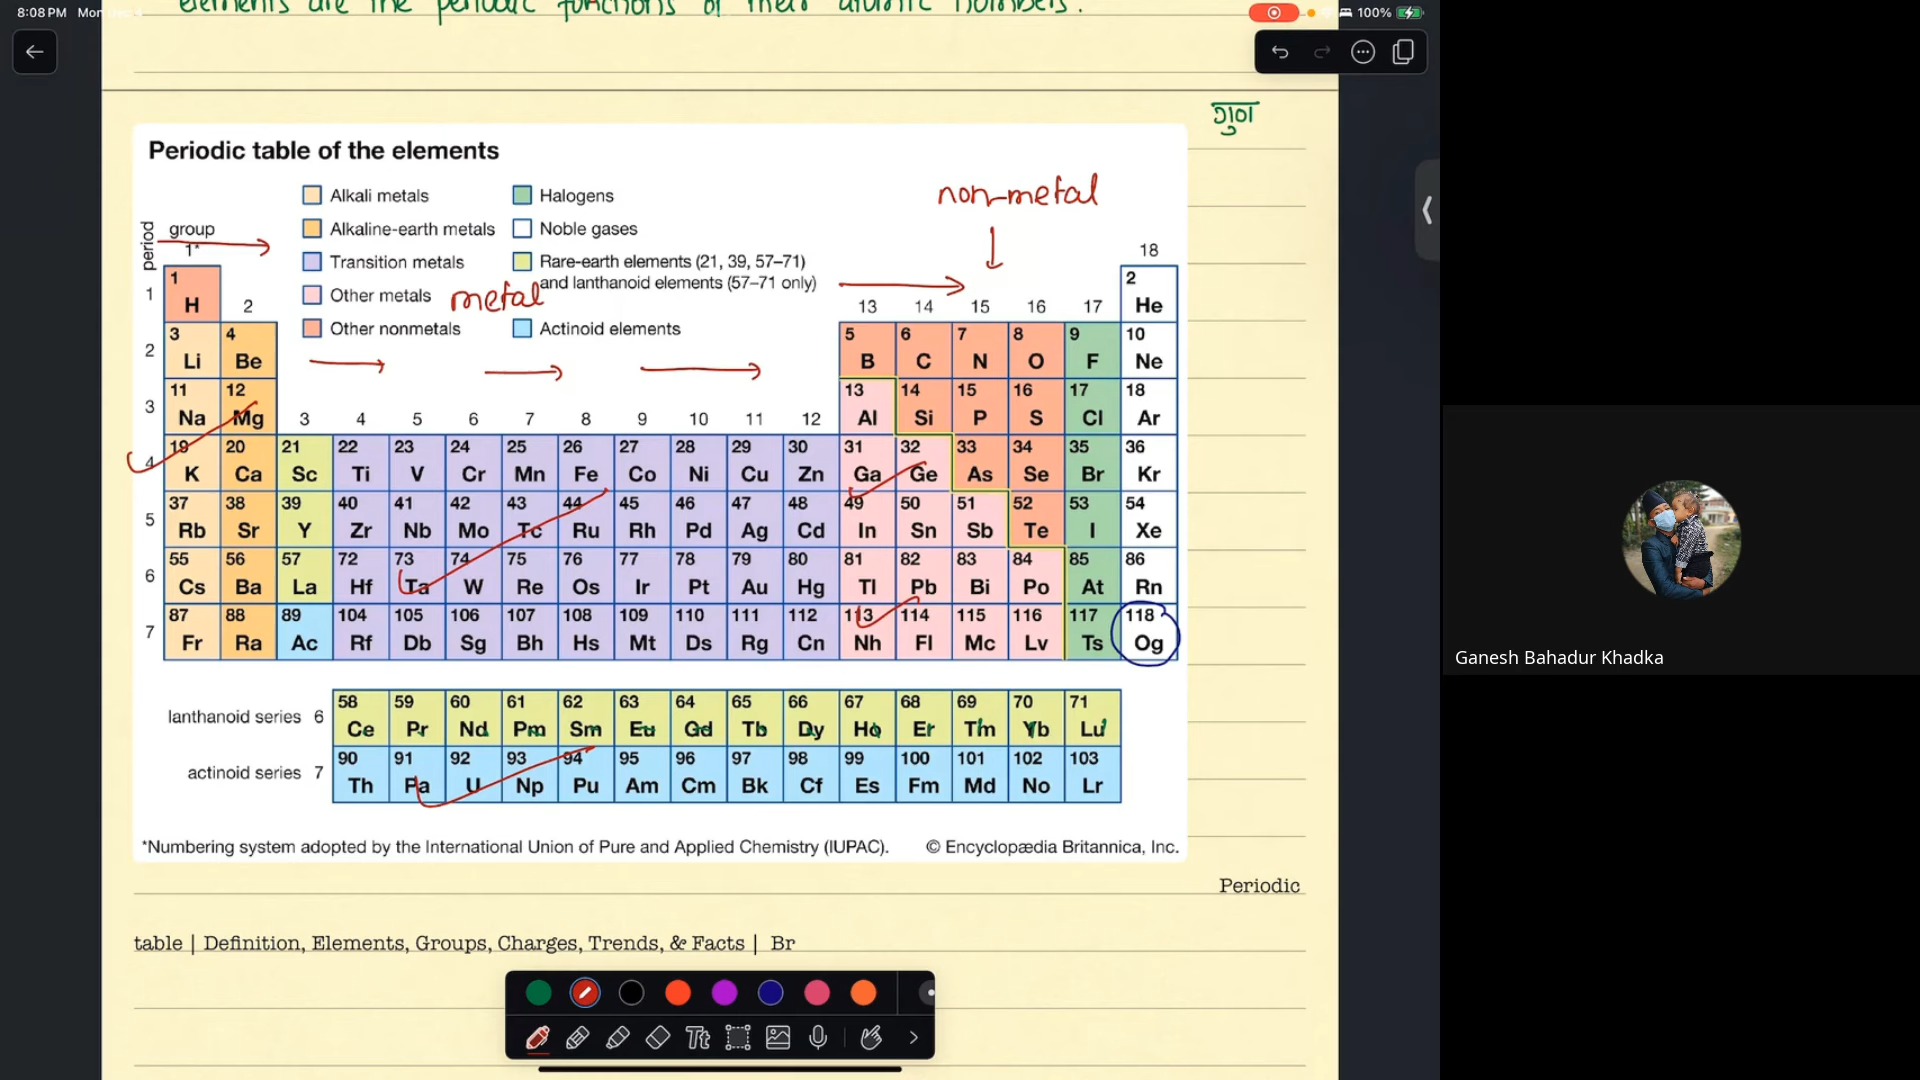 elements are the periodic functions of their atomic numbers.
8:08 PM Mon
100%
गुण
Periodic table of the elements
non-metal
Alkali metals
Halogens
Alkaline-earth metals
Noble gases
Transition metals
Rare-earth elements (21, 39, 57–71)
and lanthanoid elements (57–71 only)
Other metals
metal
Other nonmetals
Actinoid elements
period
group
1* 18
1 1 H 2 He
2 13 14 15 16 17
2 3 Li 4 Be 5 B 6 C 7 N 8 O 9 F 10 Ne
3 11 Na 12 Mg 13 Al 14 Si 15 P 16 S 17 Cl 18 Ar
3 4 5 6 7 8 9 10 11 12
4 19 K 20 Ca 21 Sc 22 Ti 23 V 24 Cr 25 Mn 26 Fe 27 Co 28 Ni 29 Cu 30 Zn 31 Ga 32 Ge 33 As 34 Se 35 Br 36 Kr
5 37 Rb 38 Sr 39 Y 40 Zr 41 Nb 42 Mo 43 Tc 44 Ru 45 Rh 46 Pd 47 Ag 48 Cd 49 In 50 Sn 51 Sb 52 Te 53 I 54 Xe
6 55 Cs 56 Ba 57 La 72 Hf 73 Ta 74 W 75 Re 76 Os 77 Ir 78 Pt 79 Au 80 Hg 81 Tl 82 Pb 83 Bi 84 Po 85 At 86 Rn
7 87 Fr 88 Ra 89 Ac 104 Rf 105 Db 106 Sg 107 Bh 108 Hs 109 Mt 110 Ds 111 Rg 112 Cn 113 Nh 114 Fl 115 Mc 116 Lv 117 Ts 118 Og
lanthanoid series 6 58 Ce 59 Pr 60 Nd 61 Pm 62 Sm 63 Eu 64 Gd 65 Tb 66 Dy 67 Ho 68 Er 69 Tm 70 Yb 71 Lu
actinoid series 7 90 Th 91 Pa 92 U 93 Np 94 Pu 95 Am 96 Cm 97 Bk 98 Cf 99 Es 100 Fm 101 Md 102 No 103 Lr
*Numbering system adopted by the International Union of Pure and Applied Chemistry (IUPAC). © Encyclopædia Britannica, Inc.
Periodic
table | Definition, Elements, Groups, Charges, Trends, & Facts | Br
Tt
Ganesh Bahadur Khadka